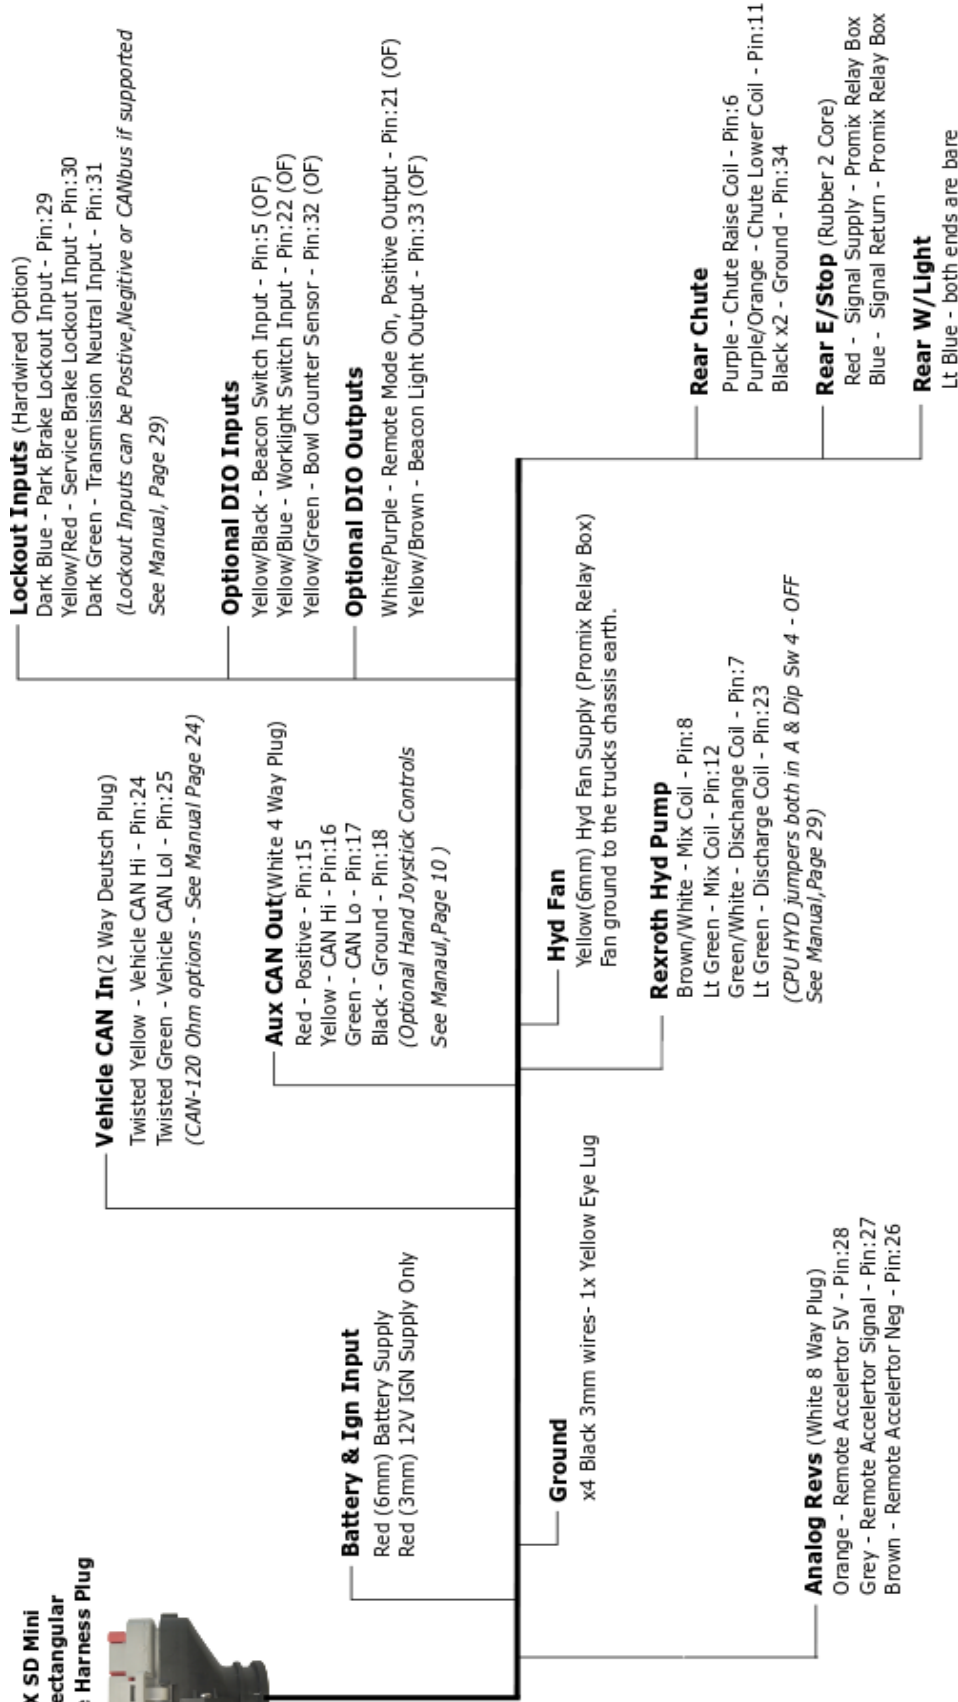 X SD Mini
ectangular
Harness Plug
Battery & Ign Input
Red (6mm) Battery Supply
Red (3mm) 12V IGN Supply Only
Vehicle CAN In(2 Way Deutsch Plug)
Twisted Yellow - Vehicle CAN Hi - Pin:24
Twisted Green - Vehicle CAN Lol - Pin:25
(CAN-120 Ohm options - See Manual Page 24)
Aux CAN Out(White 4 Way Plug)
Red - Positive - Pin:15
Yellow - CAN Hi - Pin:16
Green - CAN Lo - Pin:17
Black - Ground - Pin:18
(Optional Hand Joystick Controls
See Manaul,Page 10 )
Lockout Inputs (Hardwired Option)
Dark Blue - Park Brake Lockout Input - Pin:29
Yellow/Red - Service Brake Lockout Input - Pin:30
Dark Green - Transmission Neutral Input - Pin:31
(Lockout Inputs can be Postive,Negitive or CANbus if supported
See Manual, Page 29)
Optional DIO Inputs
Yellow/Black - Beacon Switch Input - Pin:5 (OF)
Yellow/Blue - Worklight Switch Input - Pin:22 (OF)
Yellow/Green - Bowl Counter Sensor - Pin:32 (OF)
Optional DIO Outputs
White/Purple - Remote Mode On, Positive Output - Pin:21 (OF)
Yellow/Brown - Beacon Light Output - Pin:33 (OF)
Analog Revs (White 8 Way Plug)
Orange - Remote Accelertor 5V - Pin:28
Grey - Remote Accelertor Signal - Pin:27
Brown - Remote Accelertor Neg - Pin:26
Ground
x4 Black 3mm wires- 1x Yellow Eye Lug
Rexroth Hyd Pump
Brown/White - Mix Coil - Pin:8
Lt Green - Mix Coil - Pin:12
Green/White - Dischange Coil - Pin:7
Lt Green - Discharge Coil - Pin:23
(CPU HYD jumpers both in A & Dip Sw 4 - OFF
See Manual,Page 29)
Hyd Fan
Yellow(6mm) Hyd Fan Supply (Promix Relay Box)
Fan ground to the trucks chassis earth.
Rear Chute
Purple - Chute Raise Coil - Pin:6
Purple/Orange - Chute Lower Coil - Pin:11
Black x2 - Ground - Pin:34
Rear E/Stop (Rubber 2 Core)
Red - Signal Supply - Promix Relay Box
Blue - Signal Return - Promix Relay Box
Rear W/Light
Lt Blue - both ends are bare